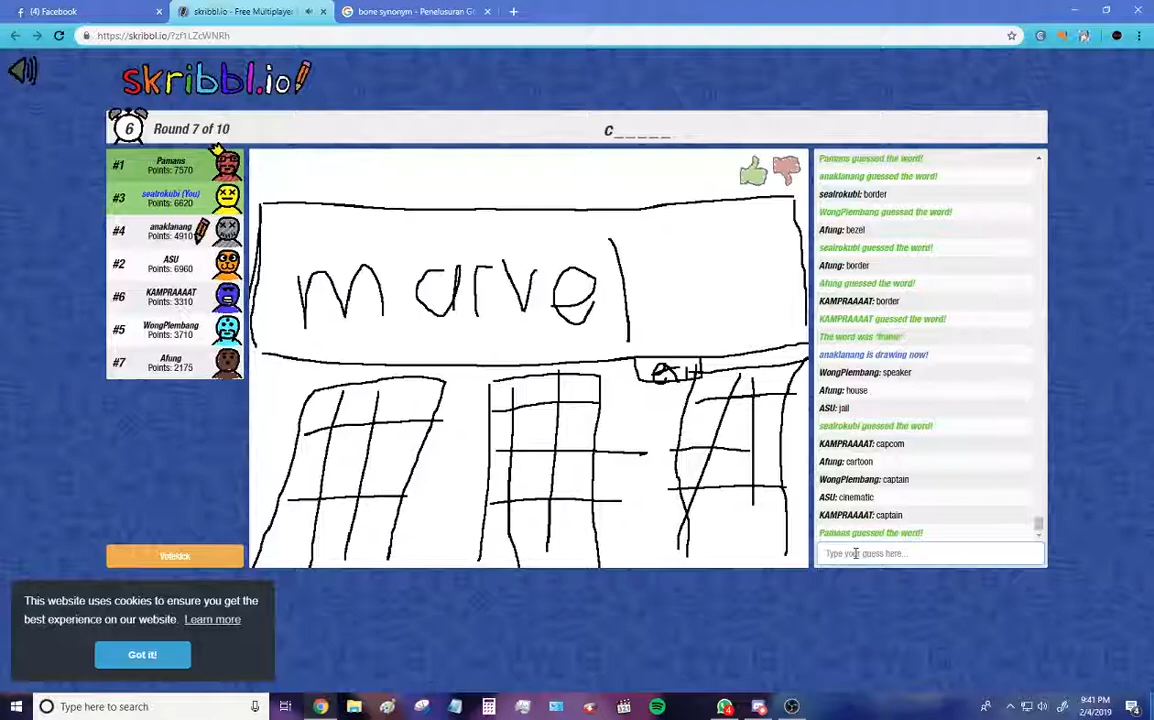 (4) Facebook
skribbl.io - Free Multiplayer
bone synonym - Penelusuran G
https://skribbl.io/?zf1LZcWNRh
skribbl.io
6
Round 7 of 10
C_____
#1
Pamans
Points: 7570
#3
sealrokubi (You)
Points: 6620
#4
anaklanang
Points: 4910
#2
ASU
Points: 6960
#6
KAMPRAAAAT
Points: 3310
#5
WongPlembang
Points: 3710
#7
Afung
Points: 2175
Votekick
marvel
Pamans guessed the word!
anaklanang guessed the word!
sealrokubi: border
WongPlembang guessed the word!
Afung: bezel
sealrokubi guessed the word!
Afung: border
Afung guessed the word!
KAMPRAAAAT: border
KAMPRAAAAT guessed the word!
The word was 'frame'
anaklanang is drawing now!
WongPlembang: speaker
Afung: house
ASU: jail
sealrokubi guessed the word!
KAMPRAAAAT: capcom
Afung: cartoon
WongPlembang: captain
ASU: cinematic
KAMPRAAAAT: captain
Pamans guessed the word!
Type your guess here...
This website uses cookies to ensure you get the
best experience on our website. Learn more
Got it!
Type here to search
4
9:41 PM
2/4/2019
4